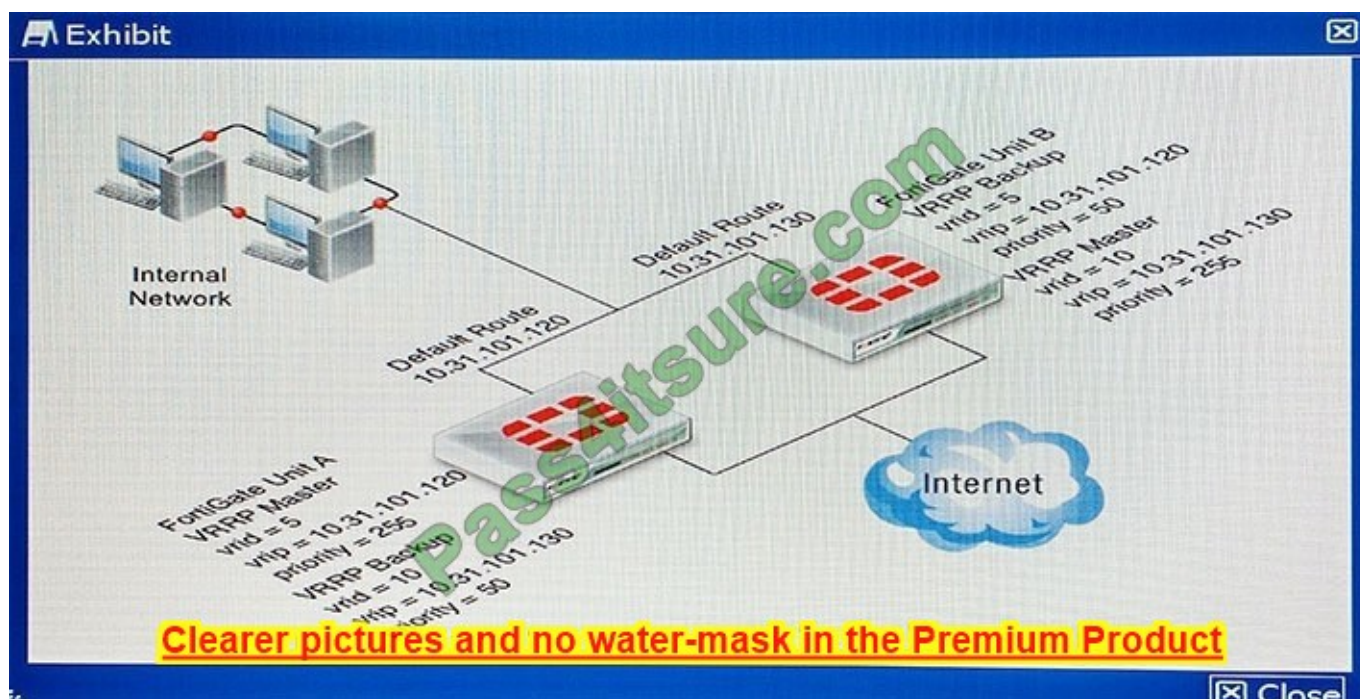 Exhibit
Internal
Network
Default Route
10.31.101.130
Default Route
10.31.101.120
FortiGate Unit B
VRRP Backup
vrid = 5
vrip = 10.31.101.120
priority = 50
VRRP Master
vrid = 10
vrip = 10.31.101.130
priority = 255
FortiGate Unit A
VRRP Master
vrid = 5
vrip = 10.31.101.120
priority = 255
VRRP Backup
vrid = 10
vrip = 10.31.101.130
priority = 50
Internet
Pass4itsure.com
Clearer pictures and no water-mask in the Premium Product
Close